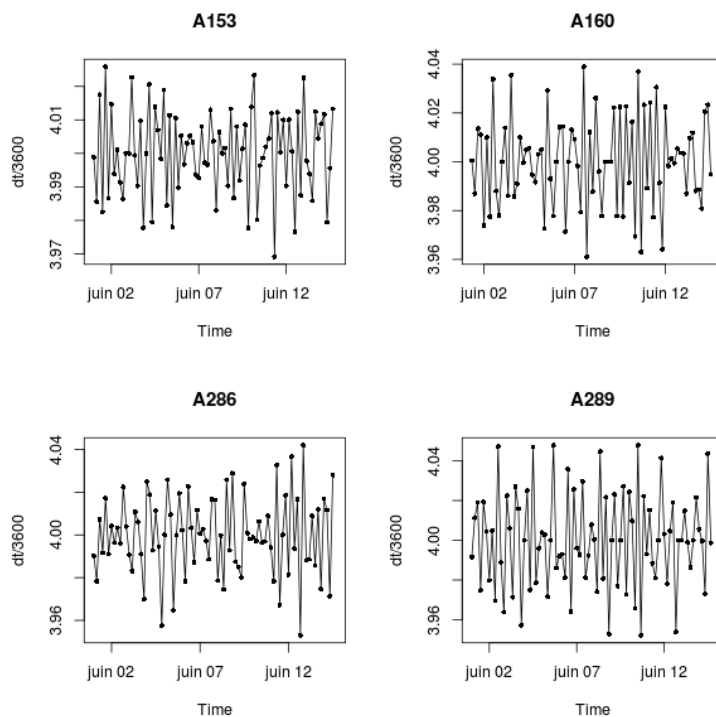 A153
dt/3600
3.97 3.99 4.01
juin 02 juin 07 juin 12
Time
A160
dt/3600
3.96 3.98 4.00 4.02 4.04
juin 02 juin 07 juin 12
Time
A286
dt/3600
3.96 4.00 4.04
juin 02 juin 07 juin 12
Time
A289
dt/3600
3.96 4.00 4.04
juin 02 juin 07 juin 12
Time